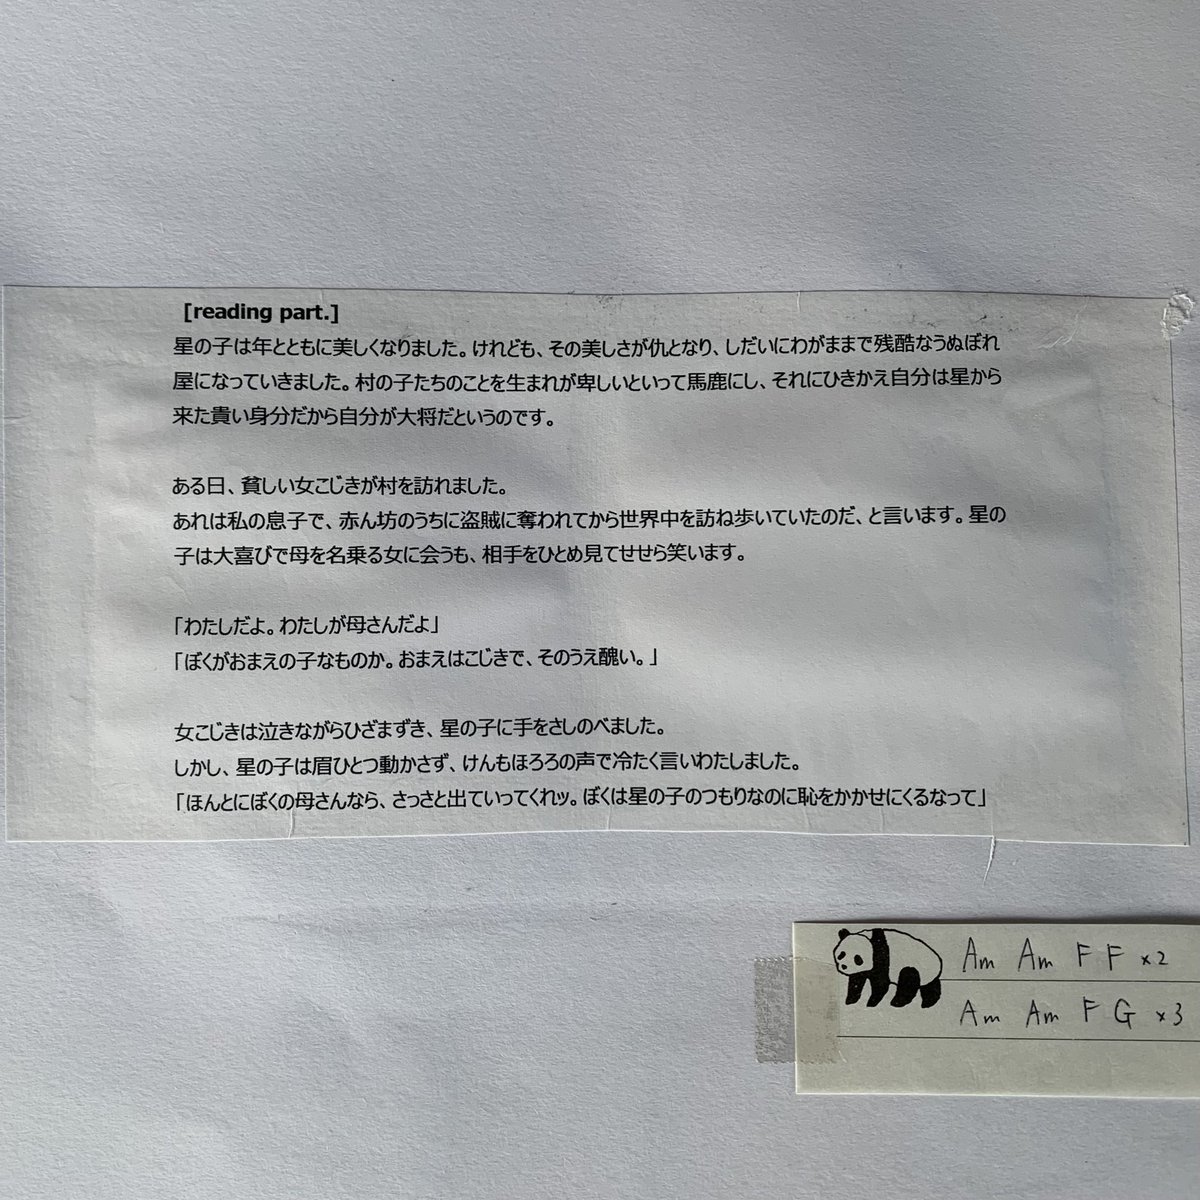 [reading part.]
星の子は年とともに美しくなりました。けれども、その美しさが仇となり、しだいにわがままで残酷なうぬぼれ
屋になっていきました。村の子たちのことを生まれが卑しいといって馬鹿にし、それにひきかえ自分は星から
来た貴い身分だから自分が大将だというのです。
ある日、貧しい女こじきが村を訪れました。
あれは私の息子で、赤ん坊のうちに盗賊に奪われてから世界中を訪ね歩いていたのだ、と言います。星の
子は大喜びで母を名乗る女に会うも、相手をひとめ見てせせら笑います。
「わたしだよ。わたしが母さんだよ」
「ぼくがおまえの子なものか。おまえはこじきで、そのうえ醜い。」
女こじきは泣きながらひざまずき、星の子に手をさしのべました。
しかし、星の子は眉ひとつ動かさず、けんもほろろの声で冷たく言いわたしました。
「ほんとにぼくの母さんなら、さっさと出ていってくれッ。ぼくは星の子のつもりなのに恥をかかせにくるなって」
Am Am F F ×2
Am Am F G ×3